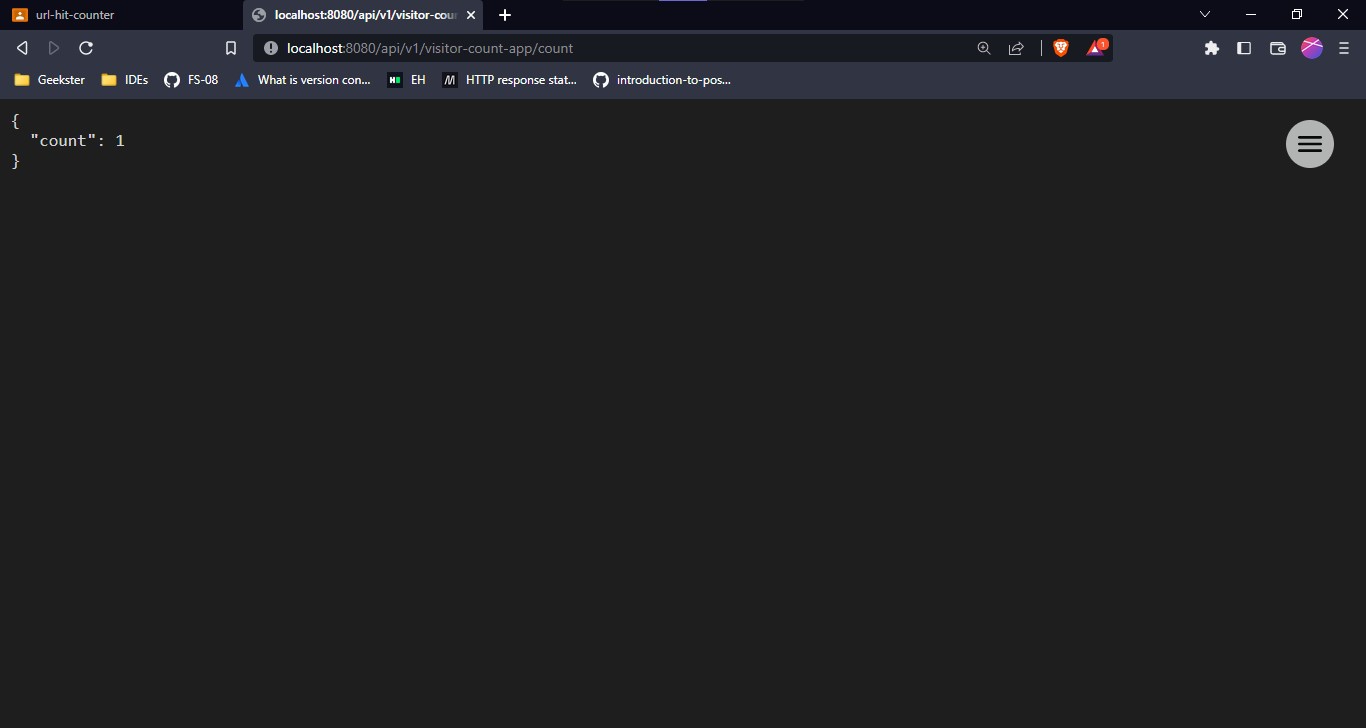 url-hit-counter
localhost:8080/api/v1/visitor-cour
localhost:8080/api/v1/visitor-count-app/count
1
Geekster IDEs FS-08 What is version con... EH HTTP response stat... introduction-to-pos...
{
"count": 1
}